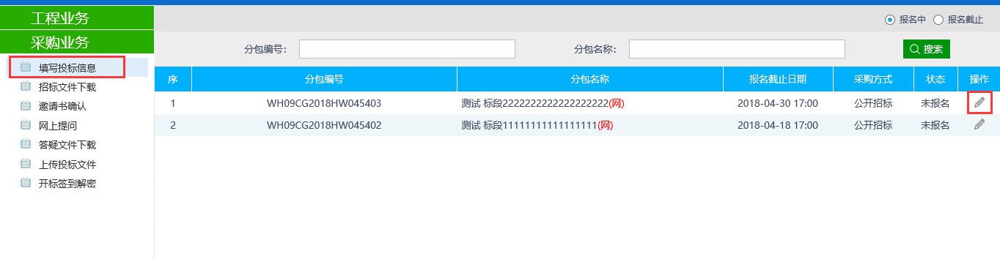 工程业务
采购业务
填写投标信息
招标文件下载
邀请书确认
网上提问
答疑文件下载
上传投标文件
开标签到解密
报名中 报名截止
分包编号: 分包名称: 搜索
序 分包编号 分包名称 报名截止日期 采购方式 状态 操作
1 WH09CG2018HW045403 测试 标段2222222222222222222(网) 2018-04-30 17:00 公开招标 未报名
2 WH09CG2018HW045402 测试 标段11111111111111111(网) 2018-04-18 17:00 公开招标 未报名